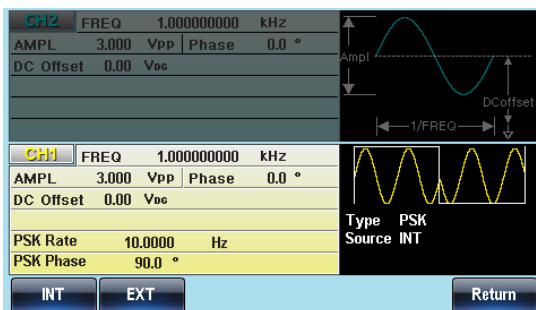 CH2 FREQ 1.000000000 kHz
AMPL 3.000 VPP Phase 0.0 °
DC Offset 0.00 VDC
Ampl
DCoffset
1/FREQ
CH1 FREQ 1.000000000 kHz
AMPL 3.000 VPP Phase 0.0 °
DC Offset 0.00 VDC
PSK Rate 10.0000 Hz
PSK Phase 90.0 °
Type PSK
Source INT
INT EXT Return